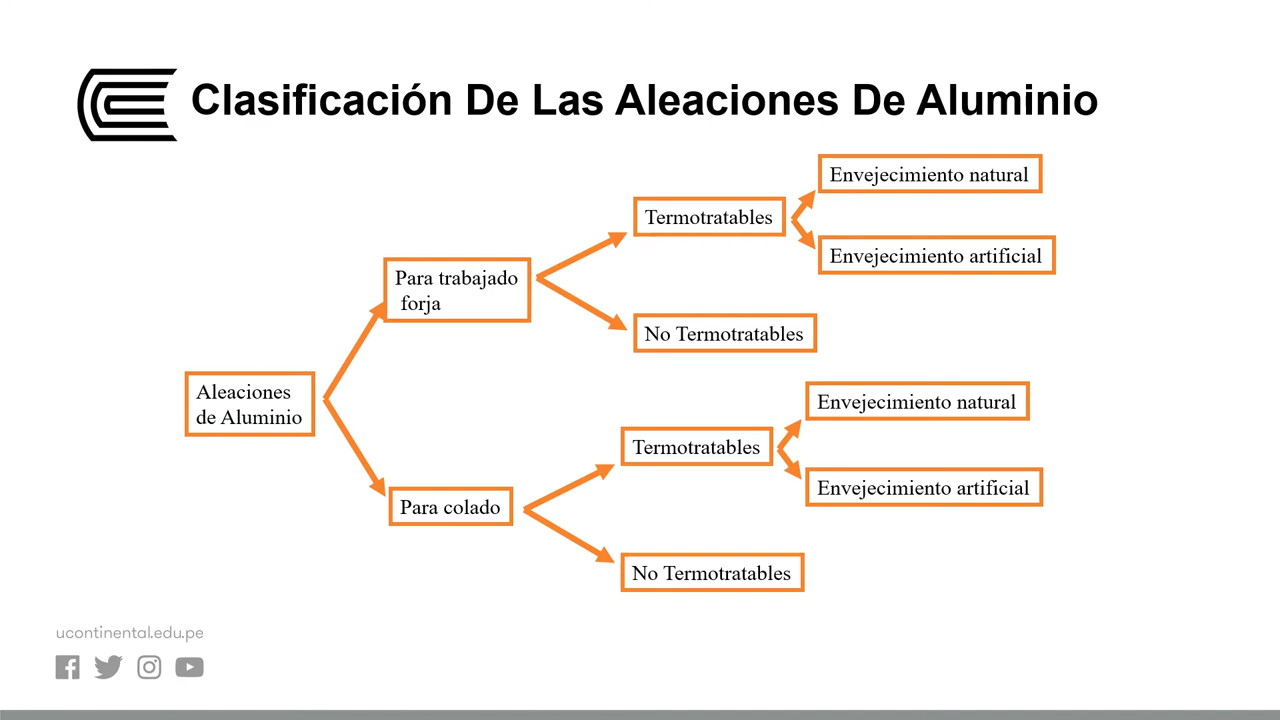 Clasificación De Las Aleaciones De Aluminio
Envejecimiento natural
Termotratables
Envejecimiento artificial
Para trabajado
forja
No Termotratables
Aleaciones
de Aluminio
Envejecimiento natural
Termotratables
Envejecimiento artificial
Para colado
No Termotratables
ucontinental.edu.pe